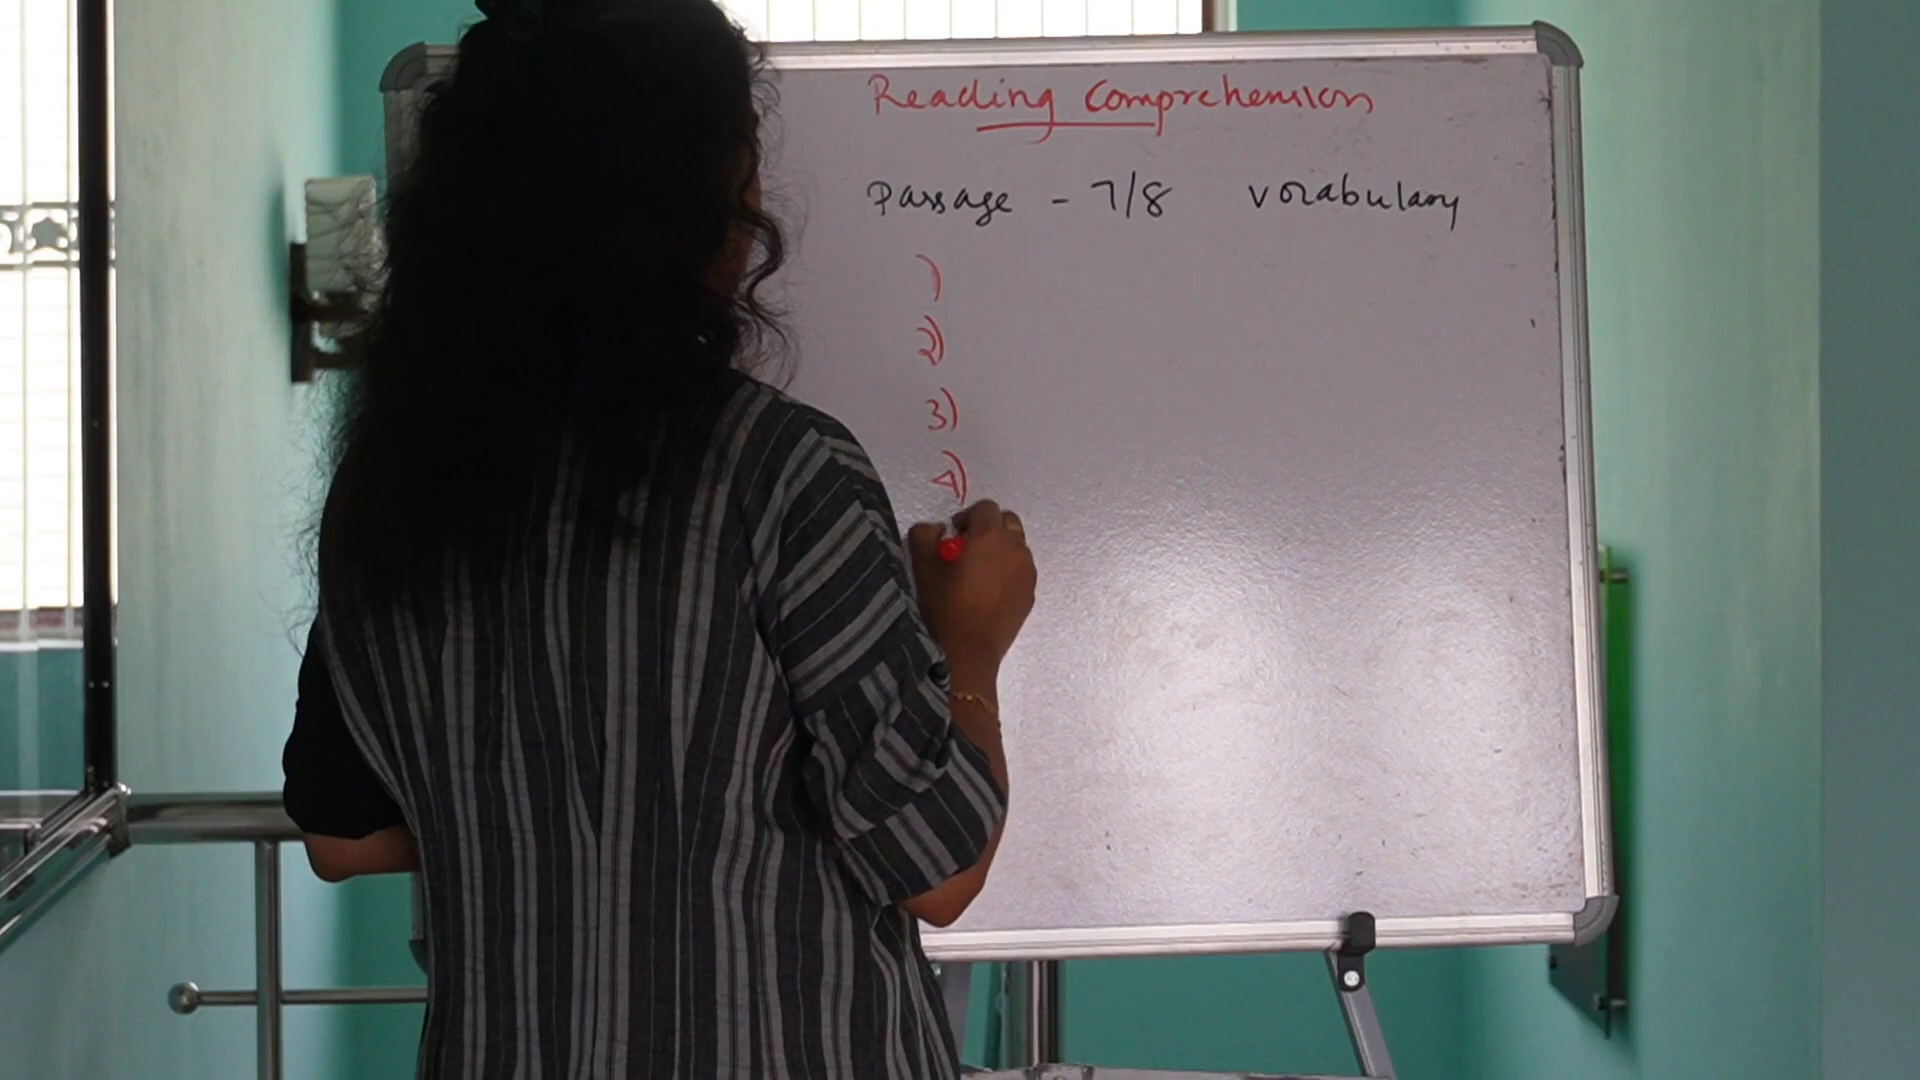 Reading Comprehension
Passage - 7/8 Vocabulary
1)
2)
3)
4)